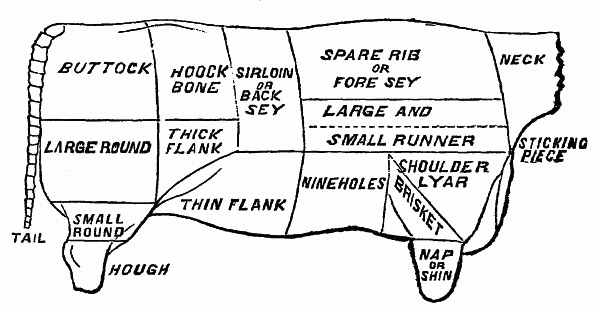 BUTTOCK
HOOCK
BONE
SIRLOIN
OR
BACK
SEY
SPARE RIB
OR
FORE SEY
NECK
LARGE AND
SMALL RUNNER
LARGE ROUND
THICK
FLANK
STICKING
PIECE
SHOULDER
LYAR
NINEHOLES
BRISKET
THIN FLANK
SMALL
ROUND
TAIL
HOUGH
NAP
OR
SHIN